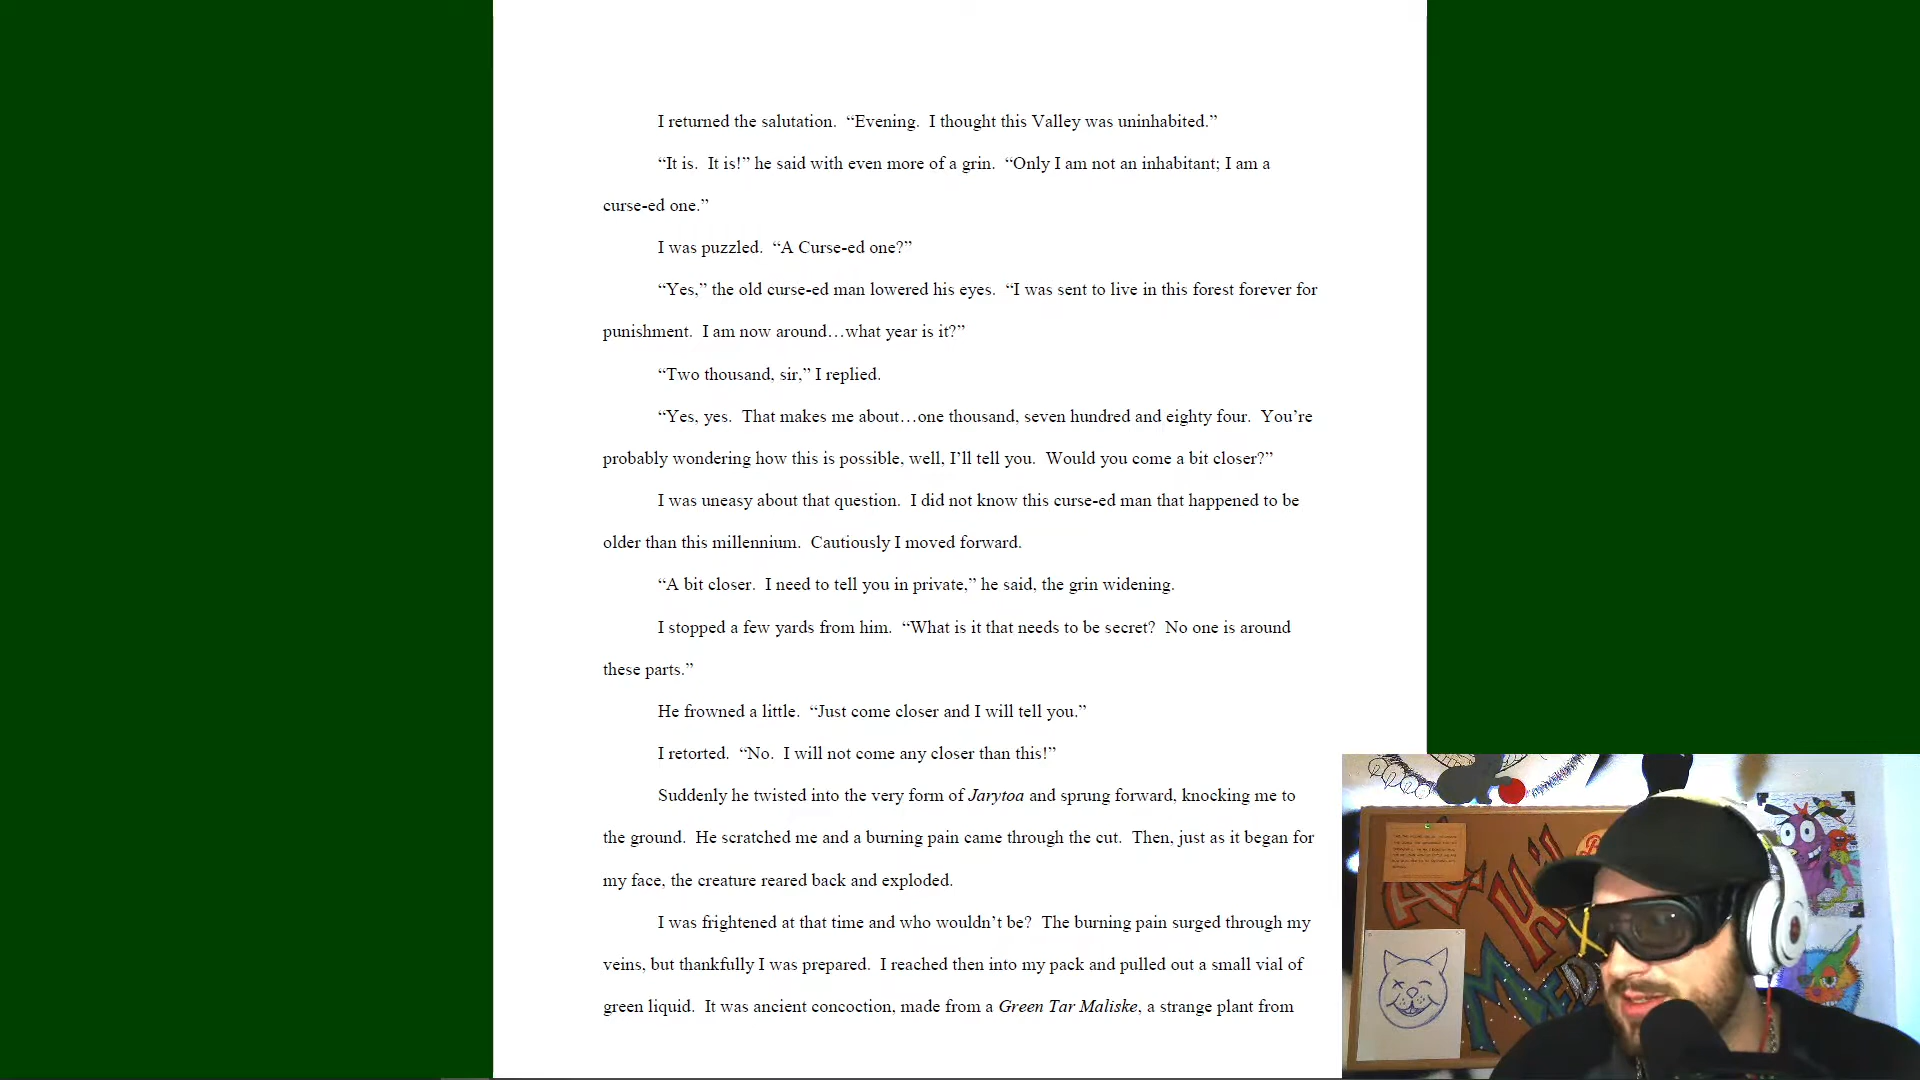 I returned the salutation.  “Evening.  I thought this Valley was uninhabited.”
“It is.  It is!” he said with even more of a grin.  “Only I am not an inhabitant; I am a
curse-ed one.”
I was puzzled.  “A Curse-ed one?”
“Yes,” the old curse-ed man lowered his eyes.  “I was sent to live in this forest forever for
punishment.  I am now around…what year is it?”
“Two thousand, sir,” I replied.
“Yes, yes.  That makes me about…one thousand, seven hundred and eighty four.  You’re
probably wondering how this is possible, well, I’ll tell you.  Would you come a bit closer?”
I was uneasy about that question.  I did not know this curse-ed man that happened to be
older than this millennium.  Cautiously I moved forward.
“A bit closer.  I need to tell you in private,” he said, the grin widening.
I stopped a few yards from him.  “What is it that needs to be secret?  No one is around
these parts.”
He frowned a little.  “Just come closer and I will tell you.”
I retorted.  “No.  I will not come any closer than this!”
Suddenly he twisted into the very form of Jarytoa and sprung forward, knocking me to
the ground.  He scratched me and a burning pain came through the cut.  Then, just as it began for
my face, the creature reared back and exploded.
I was frightened at that time and who wouldn’t be?  The burning pain surged through my
veins, but thankfully I was prepared.  I reached then into my pack and pulled out a small vial of
green liquid.  It was ancient concoction, made from a Green Tar Maliske, a strange plant from